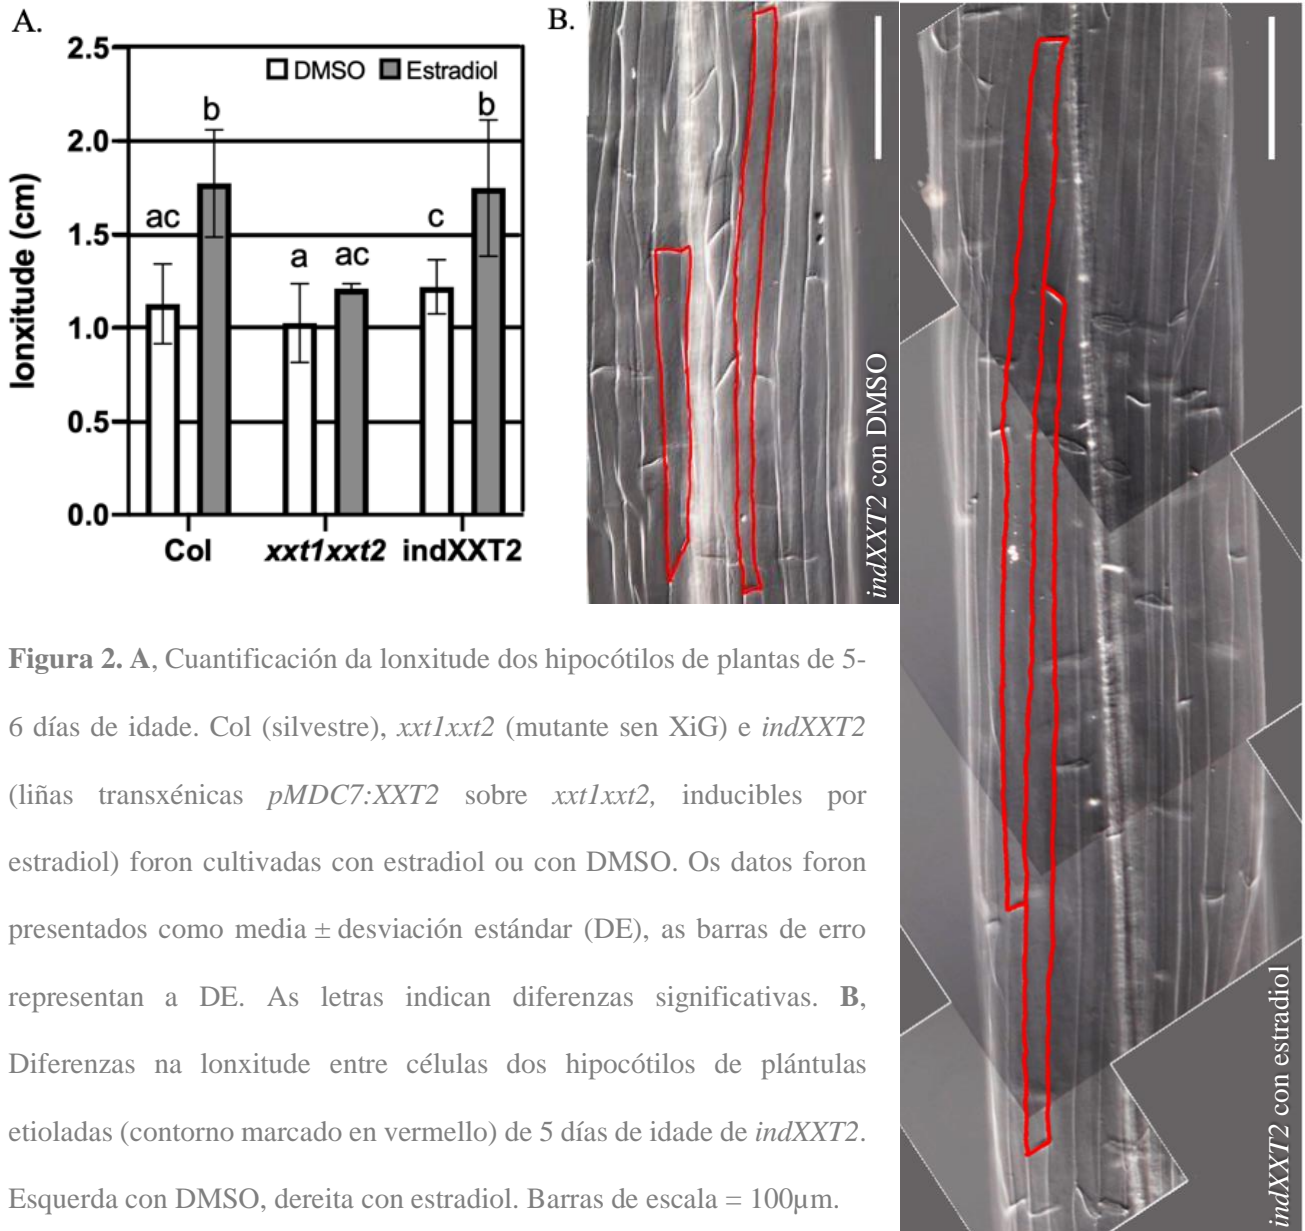 A.
B.
2.5
2.0
1.5
1.0
0.5
0.0
lonxitude (cm)
DMSO Estradiol
ac
b
a
ac
c
b
Col xxt1xxt2 indXXT2
indXXT2 con DMSO
indXXT2 con estradiol
Figura 2. A, Cuantificación da lonxitude dos hipocótilos de plantas de 5-
6 días de idade. Col (silvestre), xxt1xxt2 (mutante sen XiG) e indXXT2
(liñas transxénicas pMDC7:XXT2 sobre xxt1xxt2, inducibles por
estradiol) foron cultivadas con estradiol ou con DMSO. Os datos foron
presentados como media ± desviación estándar (DE), as barras de erro
representan a DE. As letras indican diferenzas significativas. B,
Diferenzas na lonxitude entre células dos hipocótilos de plántulas
etioladas (contorno marcado en vermello) de 5 días de idade de indXXT2.
Esquerda con DMSO, dereita con estradiol. Barras de escala = 100µm.